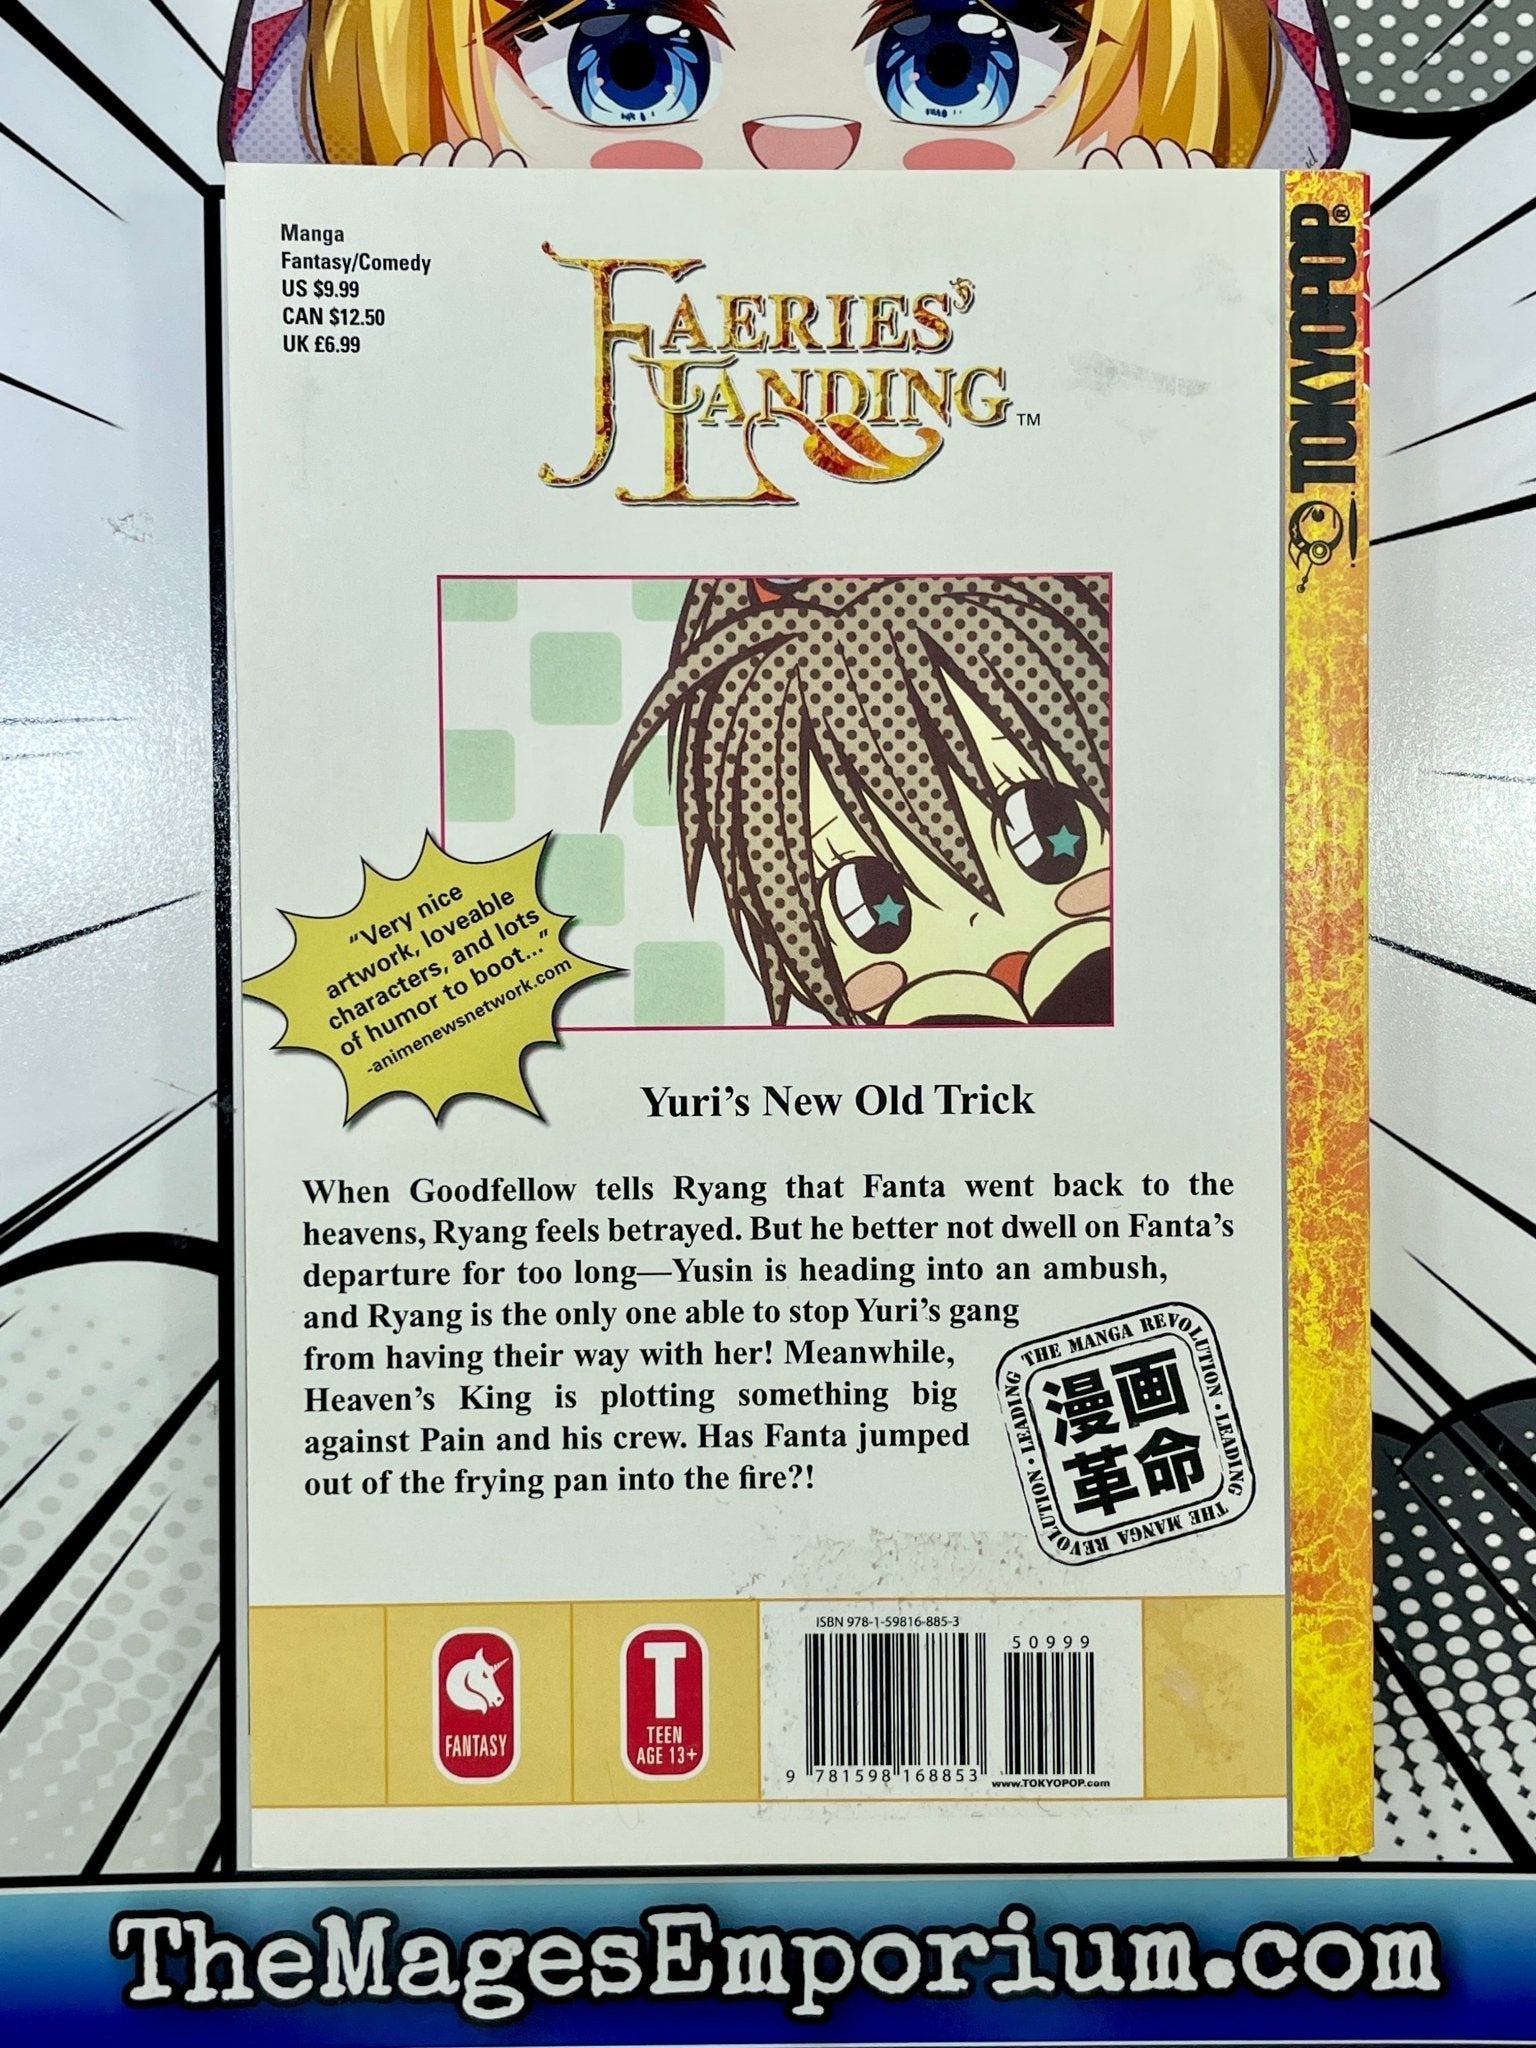 Manga
Fantasy/Comedy
US $9.99
CAN $12.50
UK £6.99
FAERIES'
LANDING™
TOKYOPOP®
"Very nice
artwork, loveable
characters, and lots
of humor to boot..."
-animenewsnetwork.com
Yuri's New Old Trick
When Goodfellow tells Ryang that Fanta went back to the
heavens, Ryang feels betrayed. But he better not dwell on Fanta's
departure for too long—Yusin is heading into an ambush,
and Ryang is the only one able to stop Yuri's gang
from having their way with her! Meanwhile,
Heaven's King is plotting something big
against Pain and his crew. Has Fanta jumped
out of the frying pan into the fire?!
LEADING THE MANGA REVOLUTION · LEADING THE MANGA REVOLUTION ·
漫画
革命
FANTASY
T
TEEN
AGE 13+
ISBN 978-1-59816-885-3
50999
9 781598 168853
www.TOKYOPOP.com
TheMagesEmporium.com